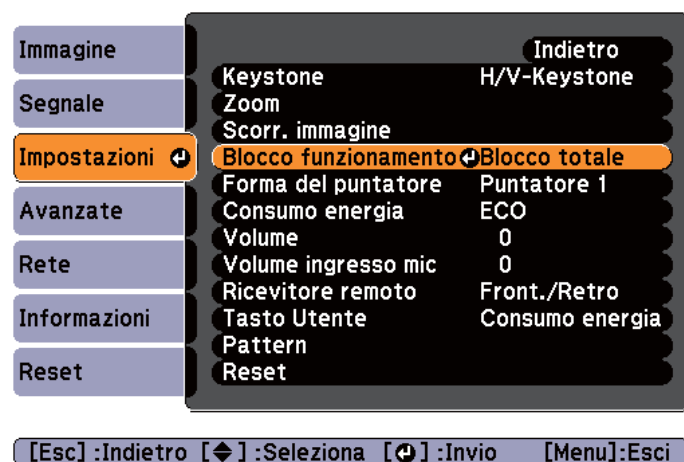 Immagine
Segnale
Impostazioni
Avanzate
Rete
Informazioni
Reset
Indietro
Keystone H/V-Keystone
Zoom
Scorr. immagine
Blocco funzionamento Blocco totale
Forma del puntatore Puntatore 1
Consumo energia ECO
Volume 0
Volume ingresso mic 0
Ricevitore remoto Front./Retro
Tasto Utente Consumo energia
Pattern
Reset
[Esc] :Indietro [◆] :Seleziona [↵] :Invio [Menu]:Esci